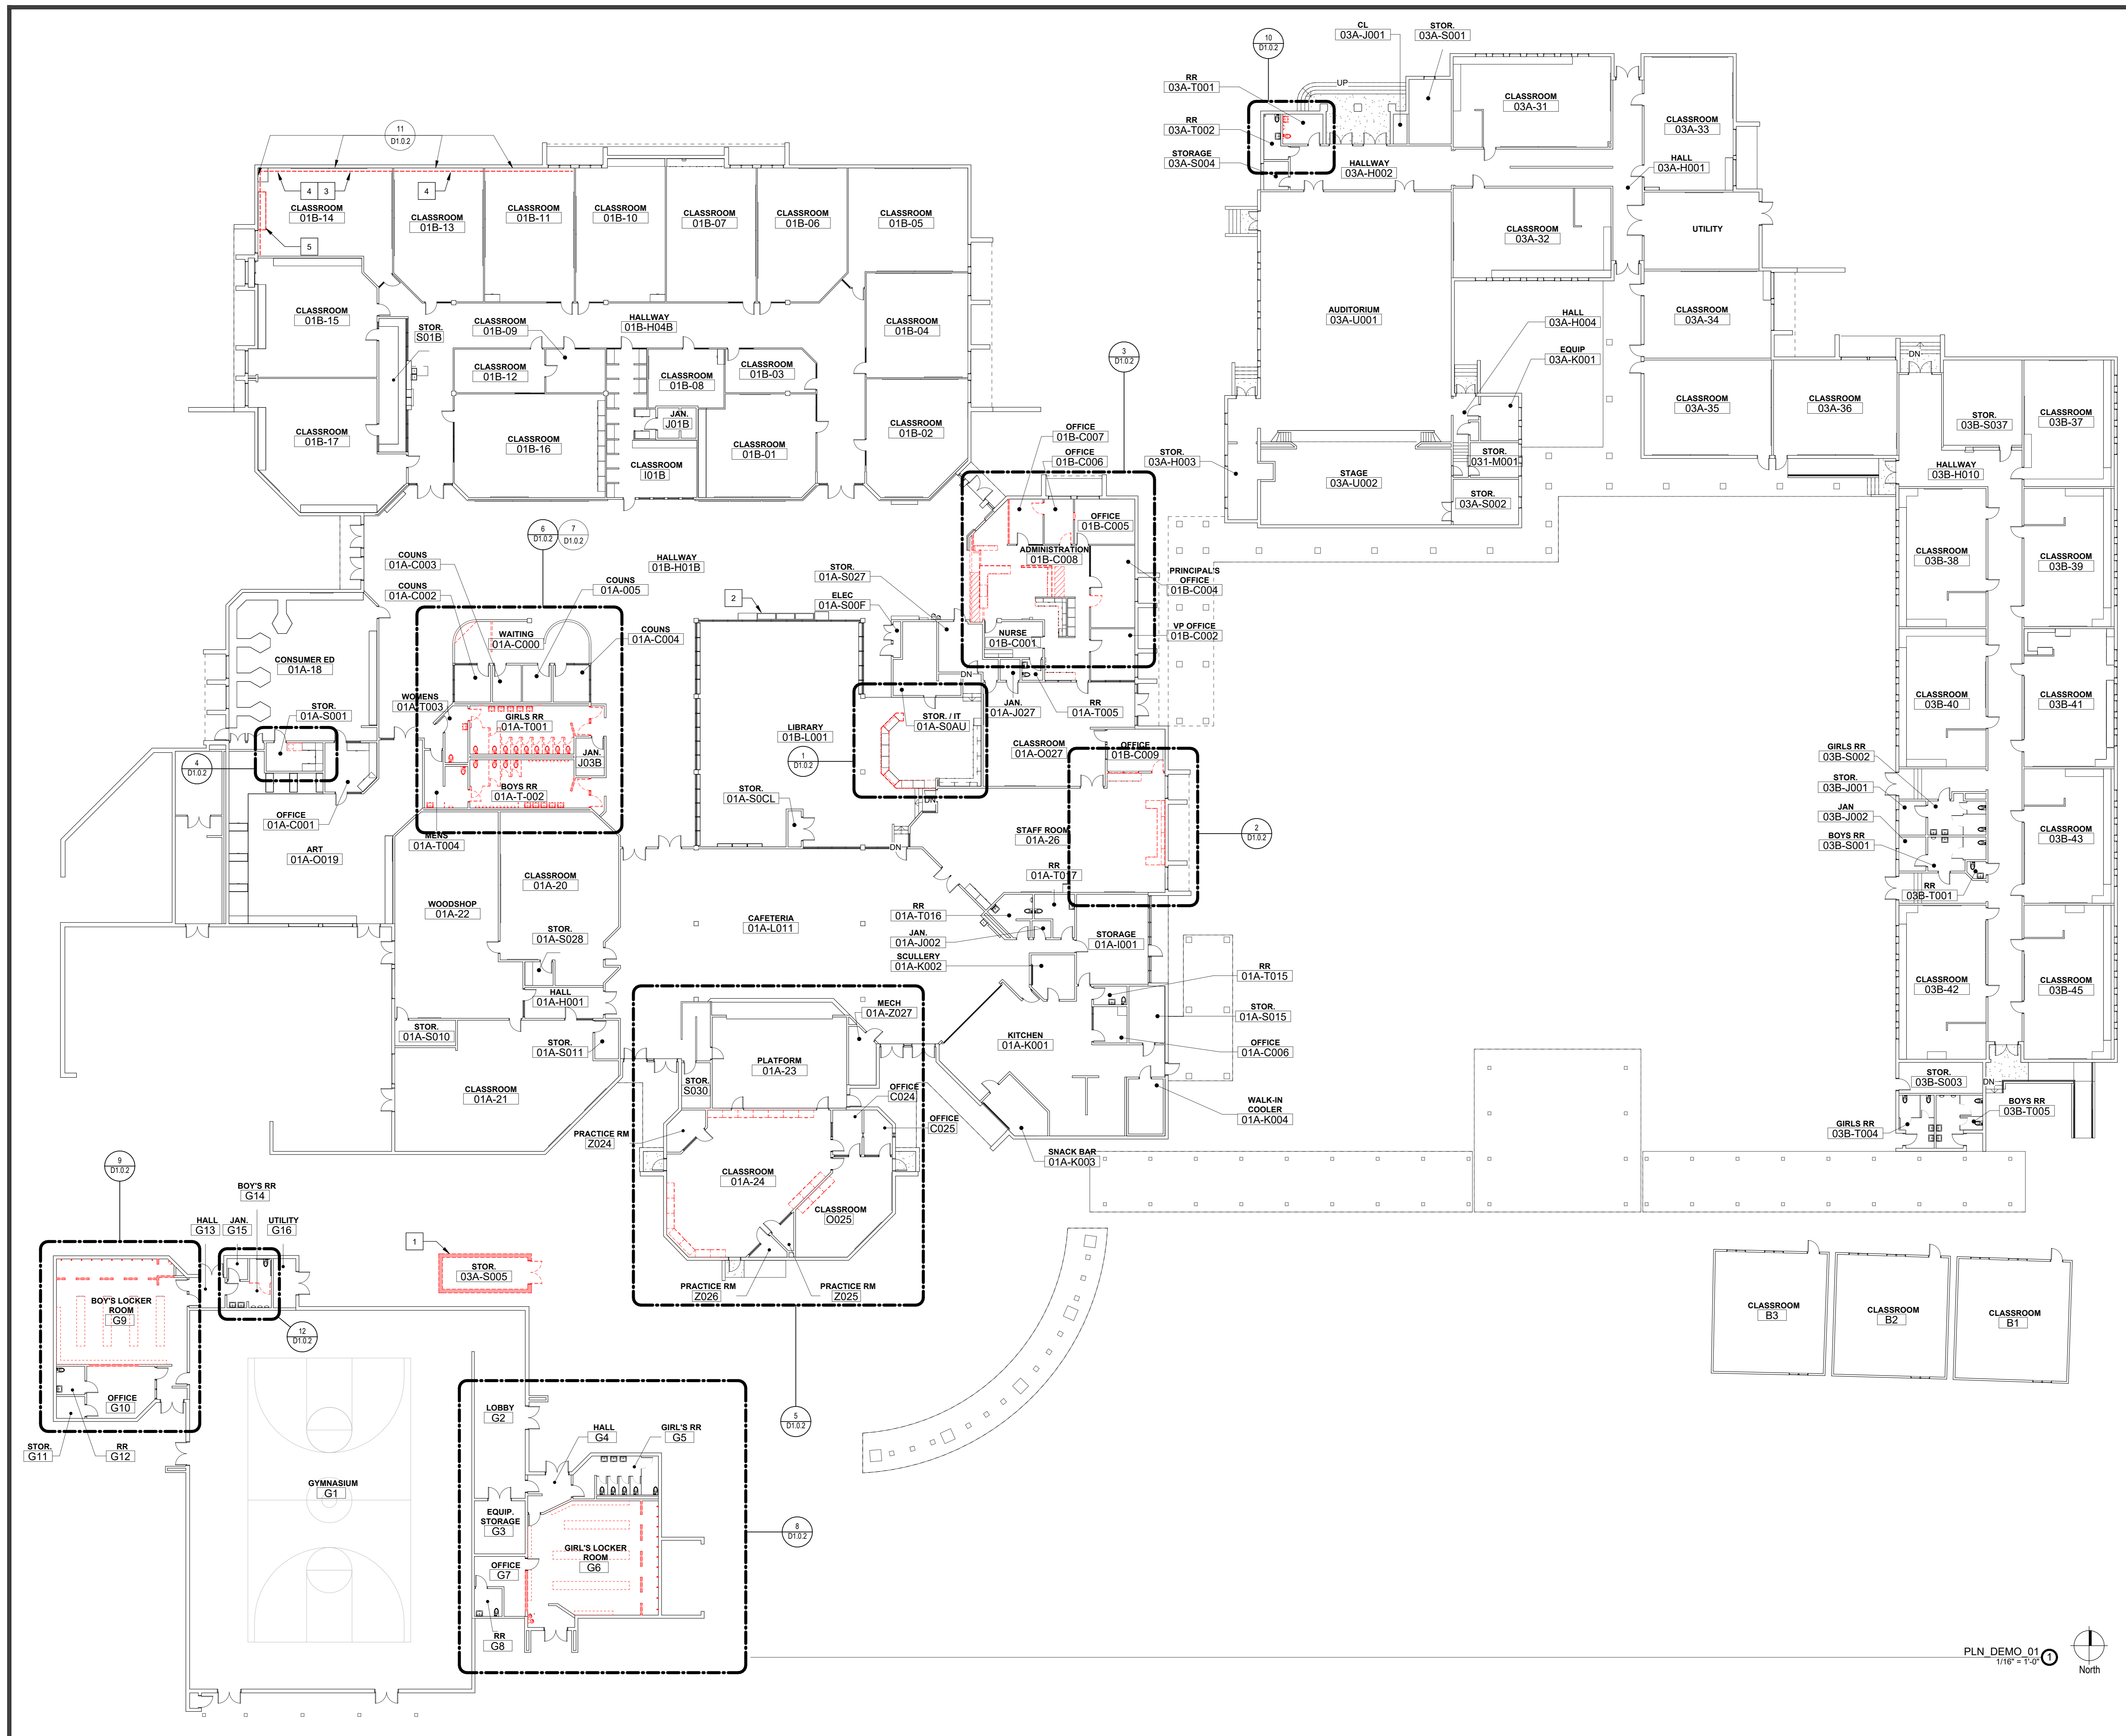 10
D1.0.2
CL
03A-J001
STOR.
03A-S001
RR
03A-T001
UP
CLASSROOM
03A-31
CLASSROOM
03A-33
RR
03A-T002
STORAGE
03A-S004
HALLWAY
03A-H002
HALL
03A-H001
11
D1.0.2
4
3
4
CLASSROOM
01B-14
CLASSROOM
01B-13
CLASSROOM
01B-11
CLASSROOM
01B-10
CLASSROOM
01B-07
CLASSROOM
01B-06
CLASSROOM
01B-05
5
CLASSROOM
03A-32
UTILITY
CLASSROOM
01B-15
STOR.
S01B
CLASSROOM
01B-09
HALLWAY
01B-H04B
CLASSROOM
01B-04
AUDITORIUM
03A-U001
HALL
03A-H004
EQUIP
03A-K001
CLASSROOM
03A-34
CLASSROOM
01B-12
CLASSROOM
01B-08
CLASSROOM
01B-03
3
D1.0.2
DN
CLASSROOM
01B-17
CLASSROOM
01B-16
JAN.
J01B
CLASSROOM
01B-01
CLASSROOM
01B-02
CLASSROOM
I01B
CLASSROOM
03A-35
CLASSROOM
03A-36
STOR.
03B-S037
CLASSROOM
03B-37
OFFICE
01B-C007
OFFICE
01B-C006
STOR.
03A-H003
STAGE
03A-U002
STOR.
031-M001
STOR.
03A-S002
HALLWAY
03B-H010
6
D1.0.2
7
D1.0.2
COUNS
01A-C003
COUNS
01A-C002
COUNS
01A-005
HALLWAY
01B-H01B
STOR.
01A-S027
ELEC
01A-S00F
2
OFFICE
01B-C005
ADMINISTRATION
01B-C008
PRINCIPAL'S
OFFICE
01B-C004
VP OFFICE
01B-C002
NURSE
01B-C001
CLASSROOM
03B-38
CLASSROOM
03B-39
WAITING
01A-C000
COUNS
01A-C004
CONSUMER ED
01A-18
WOMENS
01A-T003
GIRLS RR
01A-T001
JAN.
J03B
BOYS RR
01A-T-002
STOR.
01A-S001
4
D1.0.2
LIBRARY
01B-L001
STOR. / IT
01A-S0AU
DN
JAN.
01A-J027
RR
01A-T005
1
D1.0.2
CLASSROOM
01A-O027
OFFICE
01B-C009
CLASSROOM
03B-40
CLASSROOM
03B-41
GIRLS RR
03B-S002
STOR.
03B-J001
JAN
03B-J002
BOYS RR
03B-S001
RR
03B-T001
CLASSROOM
03B-43
STOR.
01A-S0CL
DN
DN
OFFICE
01A-C001
MENS
01A-T004
ART
01A-O019
STAFF ROOM
01A-26
2
D1.0.2
RR
01A-T017
CLASSROOM
01A-20
WOODSHOP
01A-22
CAFETERIA
01A-L011
RR
01A-T016
JAN.
01A-J002
SCULLERY
01A-K002
STORAGE
01A-I001
STOR.
01A-S028
HALL
01A-H001
RR
01A-T015
STOR.
01A-S015
OFFICE
01A-C006
CLASSROOM
03B-42
CLASSROOM
03B-45
STOR.
01A-S010
STOR.
01A-S011
MECH
01A-Z027
KITCHEN
01A-K001
PLATFORM
01A-23
STOR.
S030
CLASSROOM
01A-21
OFFICE
C024
OFFICE
C025
WALK-IN
COOLER
01A-K004
STOR.
03B-S003
DN
BOYS RR
03B-T005
GIRLS RR
03B-T004
PRACTICE RM
Z024
SNACK BAR
01A-K003
CLASSROOM
01A-24
CLASSROOM
O025
9
D1.0.2
BOY'S RR
G14
HALL
G13
JAN.
G15
UTILITY
G16
1
STOR.
03A-S005
PRACTICE RM
Z026
PRACTICE RM
Z025
BOY'S LOCKER
ROOM
G9
12
D1.0.2
CLASSROOM
B3
CLASSROOM
B2
CLASSROOM
B1
OFFICE
G10
STOR.
G11
RR
G12
5
D1.0.2
LOBBY
G2
HALL
G4
GIRL'S RR
G5
GYMNASIUM
G1
EQUIP.
STORAGE
G3
8
D1.0.2
GIRL'S LOCKER
ROOM
G6
OFFICE
G7
RR
G8
PLN_DEMO_01
1/16" = 1'-0"
1
North